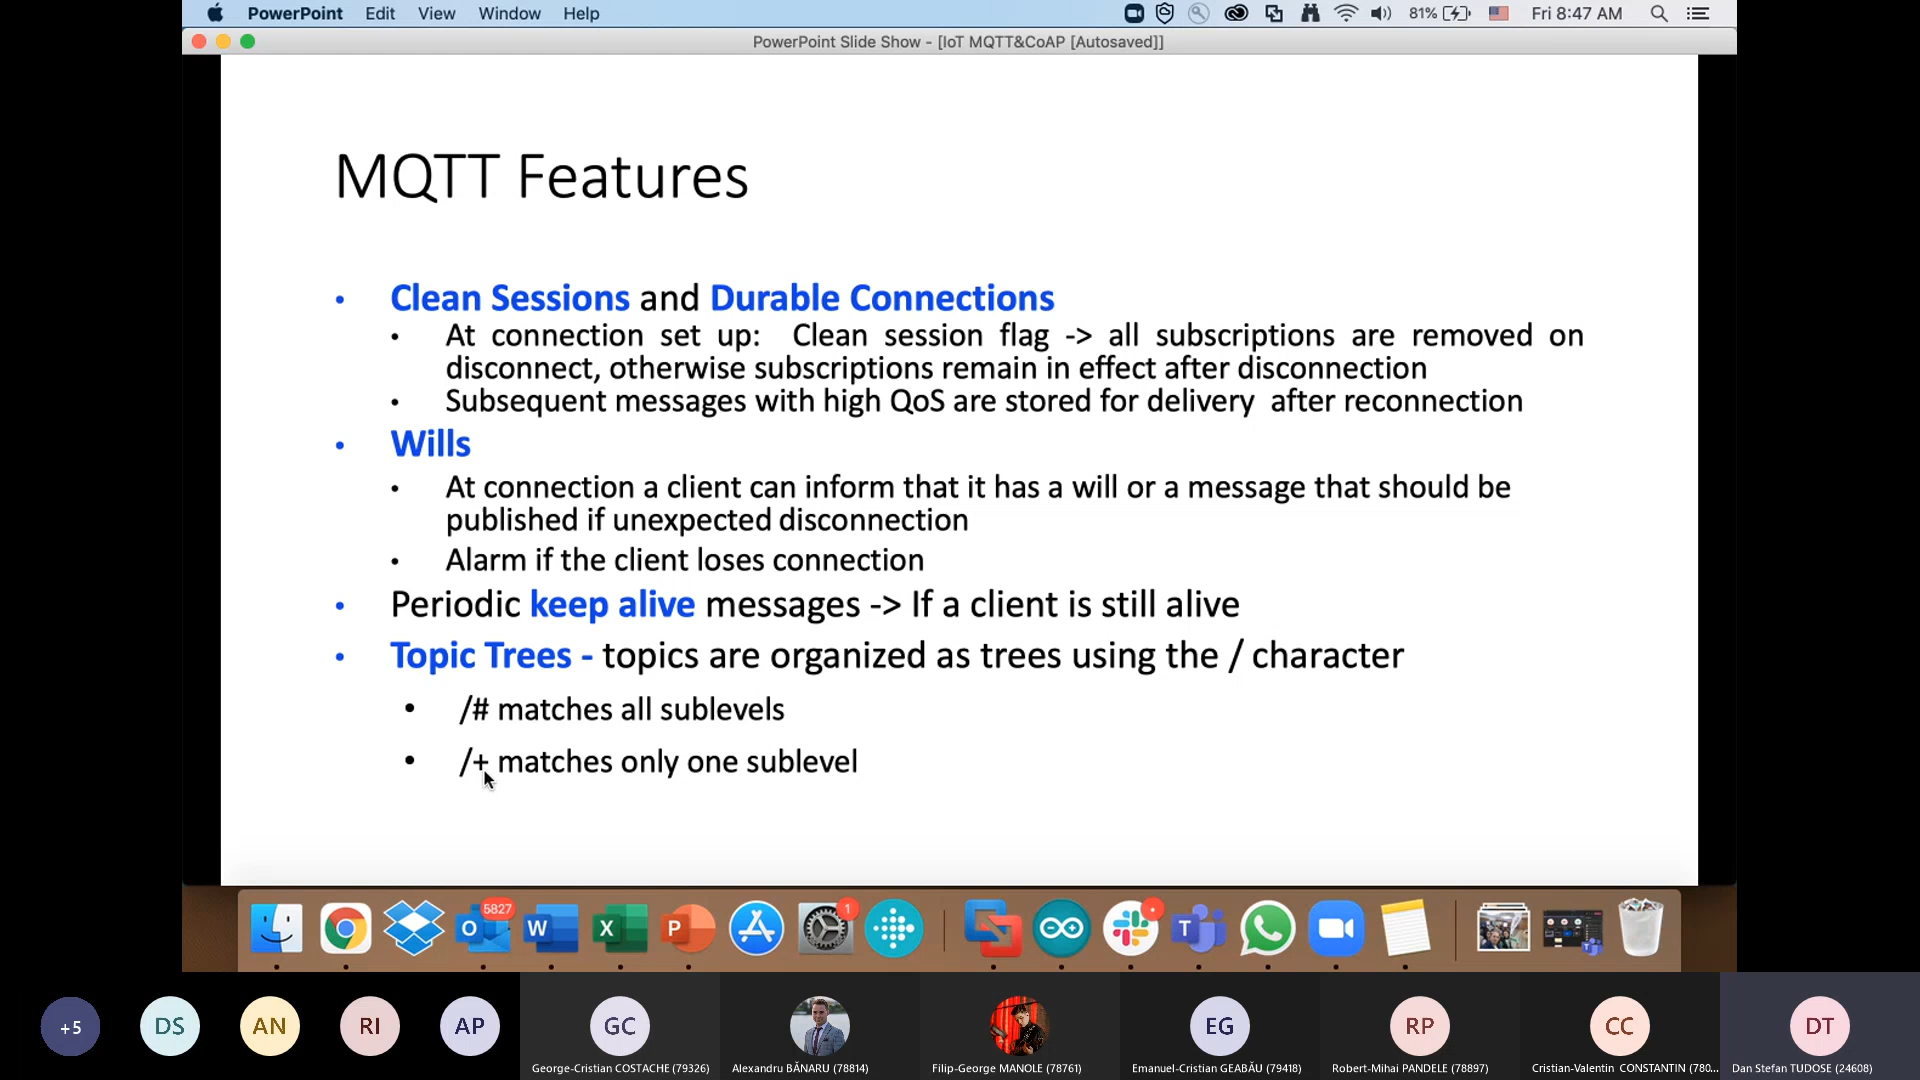 PowerPoint Edit View Window Help 81% Fri 8:47 AM
PowerPoint Slide Show - [IoT MQTT&CoAP [Autosaved]]
MQTT Features
• Clean Sessions and Durable Connections
• At connection set up: Clean session flag -> all subscriptions are removed on
disconnect, otherwise subscriptions remain in effect after disconnection
• Subsequent messages with high QoS are stored for delivery after reconnection
• Wills
• At connection a client can inform that it has a will or a message that should be
published if unexpected disconnection
• Alarm if the client loses connection
• Periodic keep alive messages -> If a client is still alive
• Topic Trees - topics are organized as trees using the / character
• /# matches all sublevels
• /+ matches only one sublevel
5827 1
O W X P T
+5 DS AN RI AP GC EG RP CC DT
George-Cristian COSTACHE (79326) Alexandru BĂNARU (78814) Filip-George MANOLE (78761) Emanuel-Cristian GEABĂU (79418) Robert-Mihai PANDELE (78897) Cristian-Valentin CONSTANTIN (780... Dan Stefan TUDOSE (24608)